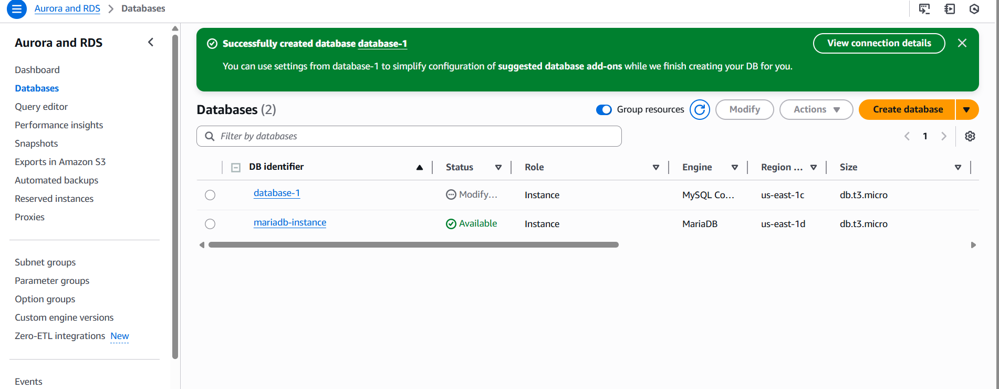 Aurora and RDS > Databases
Aurora and RDS
Dashboard
Databases
Query editor
Performance insights
Snapshots
Exports in Amazon S3
Automated backups
Reserved instances
Proxies
Subnet groups
Parameter groups
Option groups
Custom engine versions
Zero-ETL integrations New
Events
Successfully created database database-1
View connection details
You can use settings from database-1 to simplify configuration of suggested database add-ons while we finish creating your DB for you.
Databases (2)
Group resources
Modify
Actions
Create database
Filter by databases
1
DB identifier Status Role Engine Region ... Size
database-1 Modify... Instance MySQL Co... us-east-1c db.t3.micro
mariadb-instance Available Instance MariaDB us-east-1d db.t3.micro